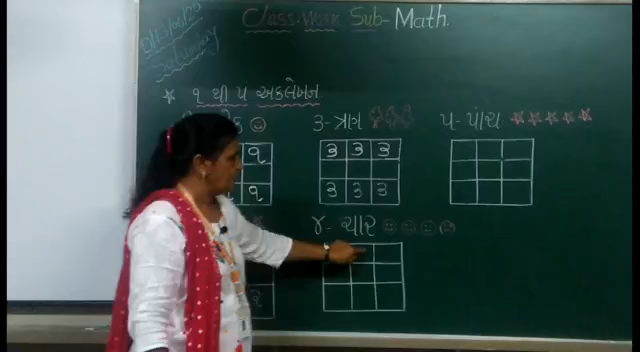 Class Work Sub- Math.
Saturday
૧ થી ૫ અંકલેખન
૩ - ત્રણ
૫ - પાંચ
૧
૩ ૩ ૩
૧
૩ ૩ ૩
૪ - ચાર